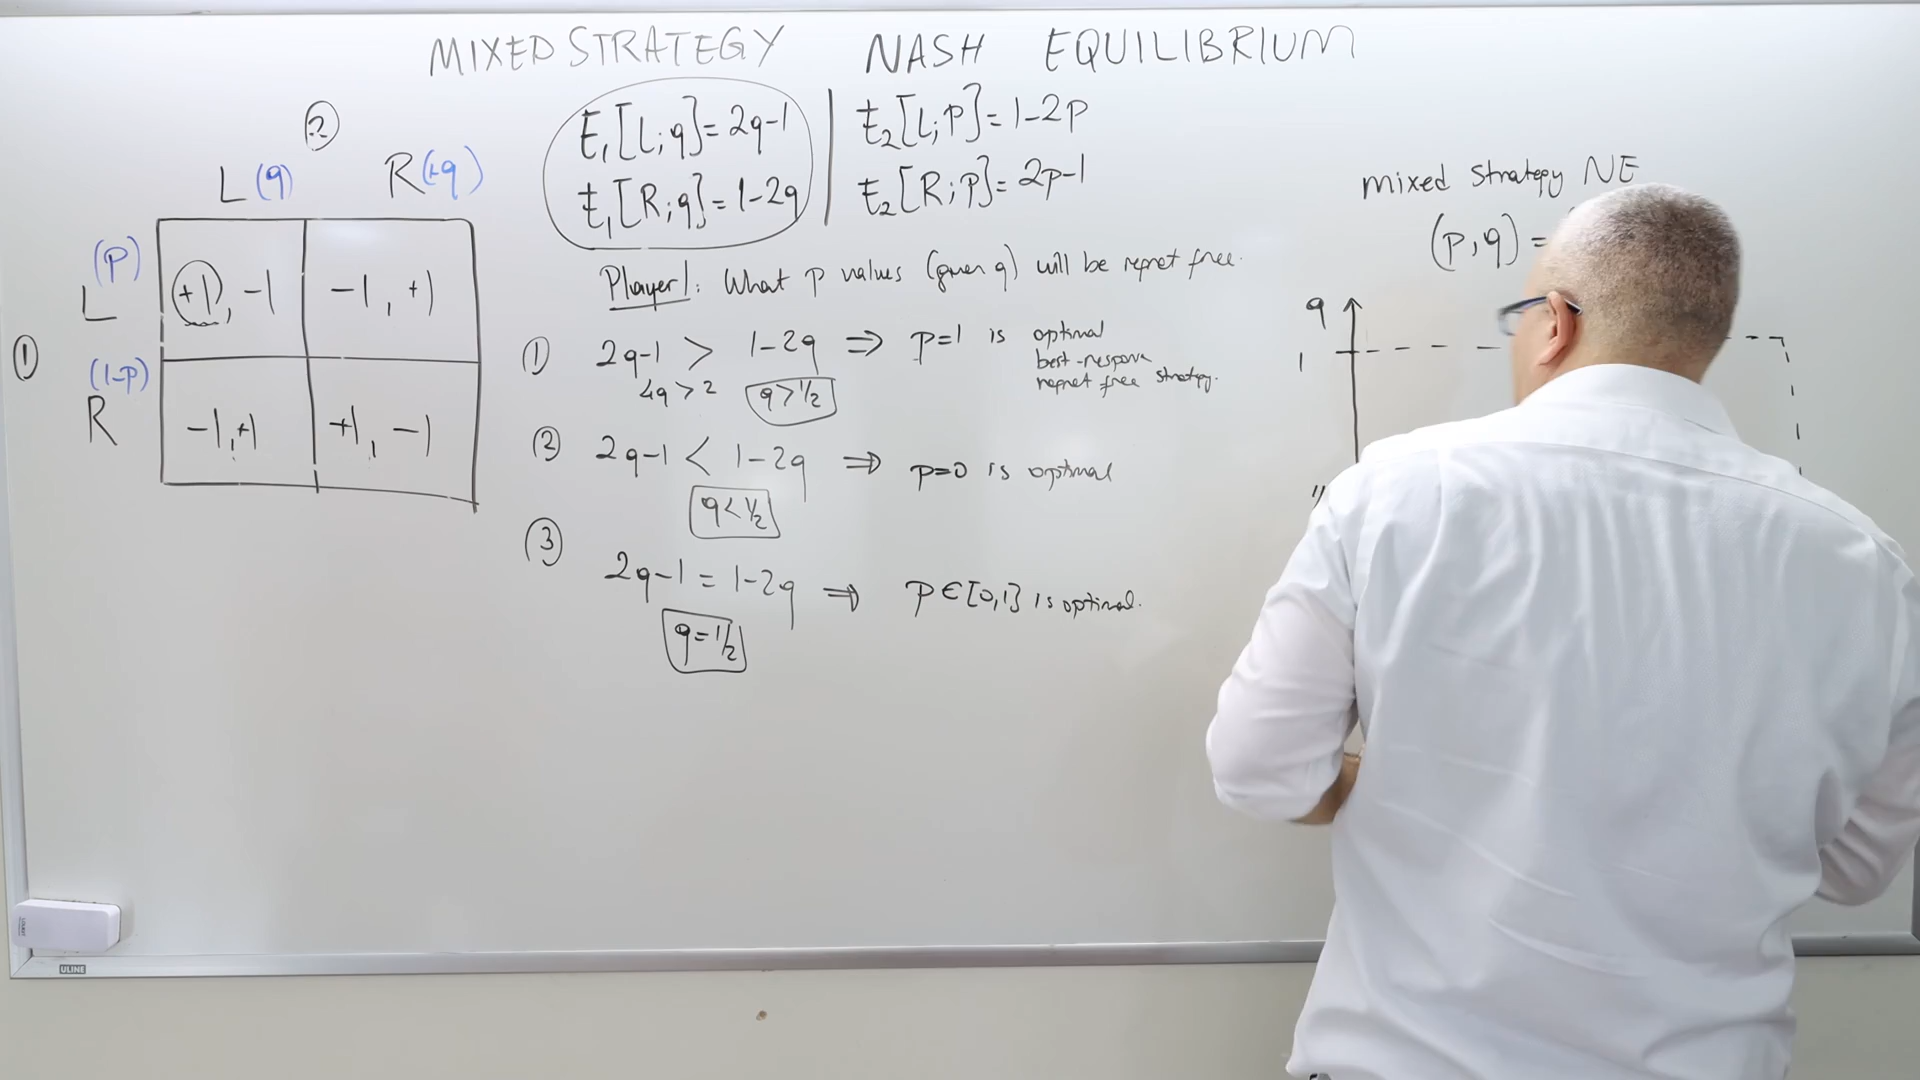 MIXED STRATEGY NASH EQUILIBRIUM
②
L (q) R (1-q)
①
(p)
L
+1, -1 -1, +1
(1-p)
R
-1, +1 +1, -1
E₁[L;q]=2q-1
E₁[R;q]=1-2q
E₂[L;p]=1-2p
E₂[R;p]=2p-1
Player 1: What p values (given q) will be regret free.
① 2q-1 > 1-2q ⇒ p=1 is optimal
best-response
regret free strategy.
4q > 2 q > 1/2
② 2q-1 < 1-2q ⇒ p=0 is optimal
q < 1/2
③ 2q-1 = 1-2q ⇒ p∈[0,1] is optimal.
q = 1/2
mixed strategy NE
(p,q) =
q
1
ULINE